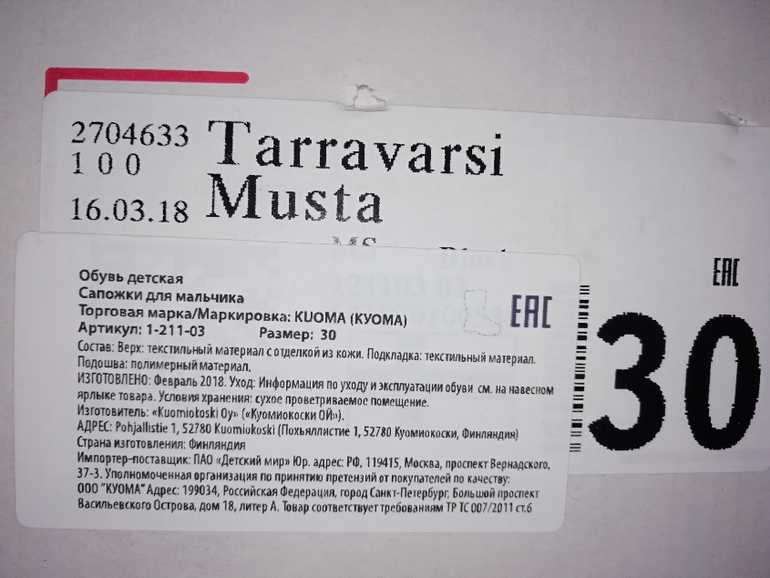 2704633
100
16.03.18
Tarravarsi
Musta
EAC
30
Обувь детская
Сапожки для мальчика
Торговая марка/Маркировка: KUOMA (КУОМА)
Артикул: 1-211-03 Размер: 30
EAC
Состав: Верх: текстильный материал с отделкой из кожи. Подкладка: текстильный материал.
Подошва: полимерный материал.
ИЗГОТОВЛЕНО: Февраль 2018. Уход: Информация по уходу и эксплуатации обуви см. на навесном
ярлыке товара. Условия хранения: сухое проветриваемое помещение.
Изготовитель: «Kuomiokoski Oy» («Куомиокоски ОЙ»).
АДРЕС: Pohjallistie 1, 52780 Kuomiokoski (Похъяллистие 1, 52780 Куомиокоски, Финляндия)
Страна изготовления: Финляндия
Импортер-поставщик: ПАО «Детский мир» Юр. адрес: РФ, 119415, Москва, проспект Вернадского,
37-3. Уполномоченная организация по принятию претензий от покупателей по качеству:
ООО "КУОМА" Адрес: 199034, Российская Федерация, город Санкт-Петербург, Большой проспект
Васильевского Острова, дом 18, литер А. Товар соответствует требованиям ТР ТС 007/2011 ст.6